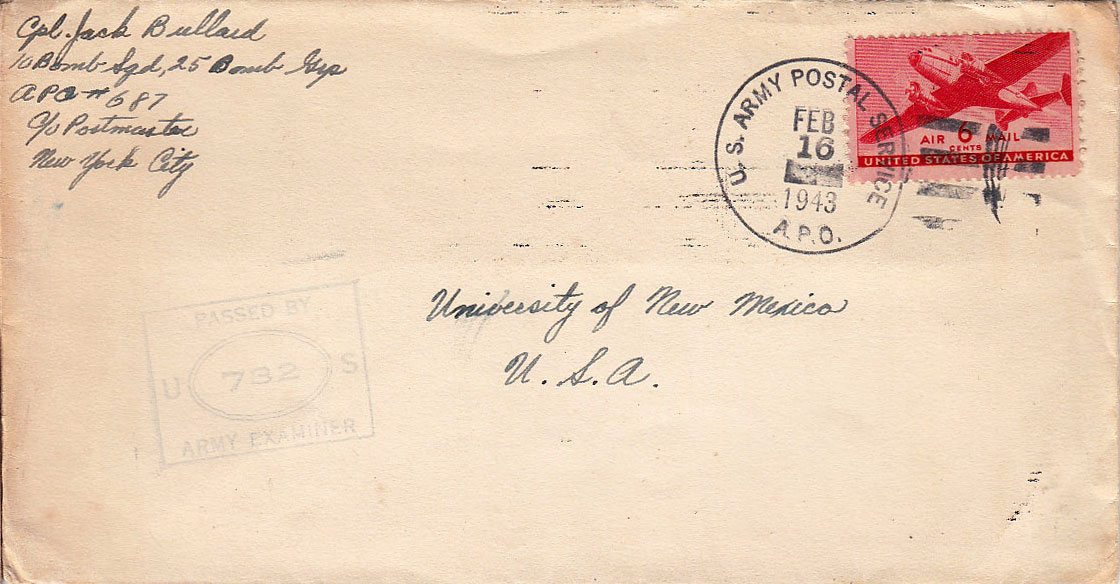 Cpl. Jack Bullard
10 Bomb Sqd, 25 Bomb Grp
APO # 687
c/o Postmaster
New York City
U. S. ARMY POSTAL SERVICE
FEB
16
1943
A.P.O.
AIR 6 MAIL
CENTS
UNITED STATES OF AMERICA
University of New Mexico
U. S. A.
PASSED BY
U 732 S
ARMY EXAMINER